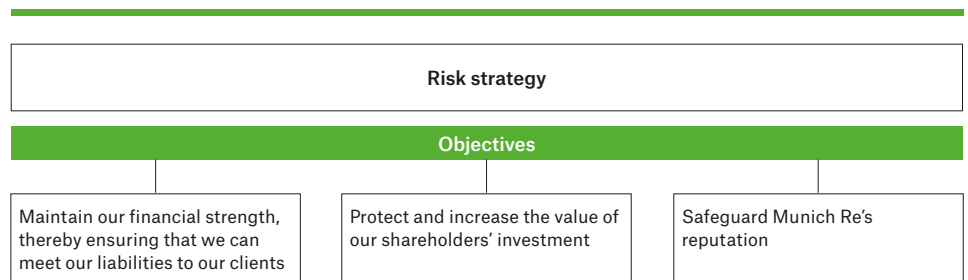 Risk strategy
Objectives
Maintain our financial strength,
thereby ensuring that we can
meet our liabilities to our clients
Protect and increase the value of
our shareholders’ investment
Safeguard Munich Re’s
reputation